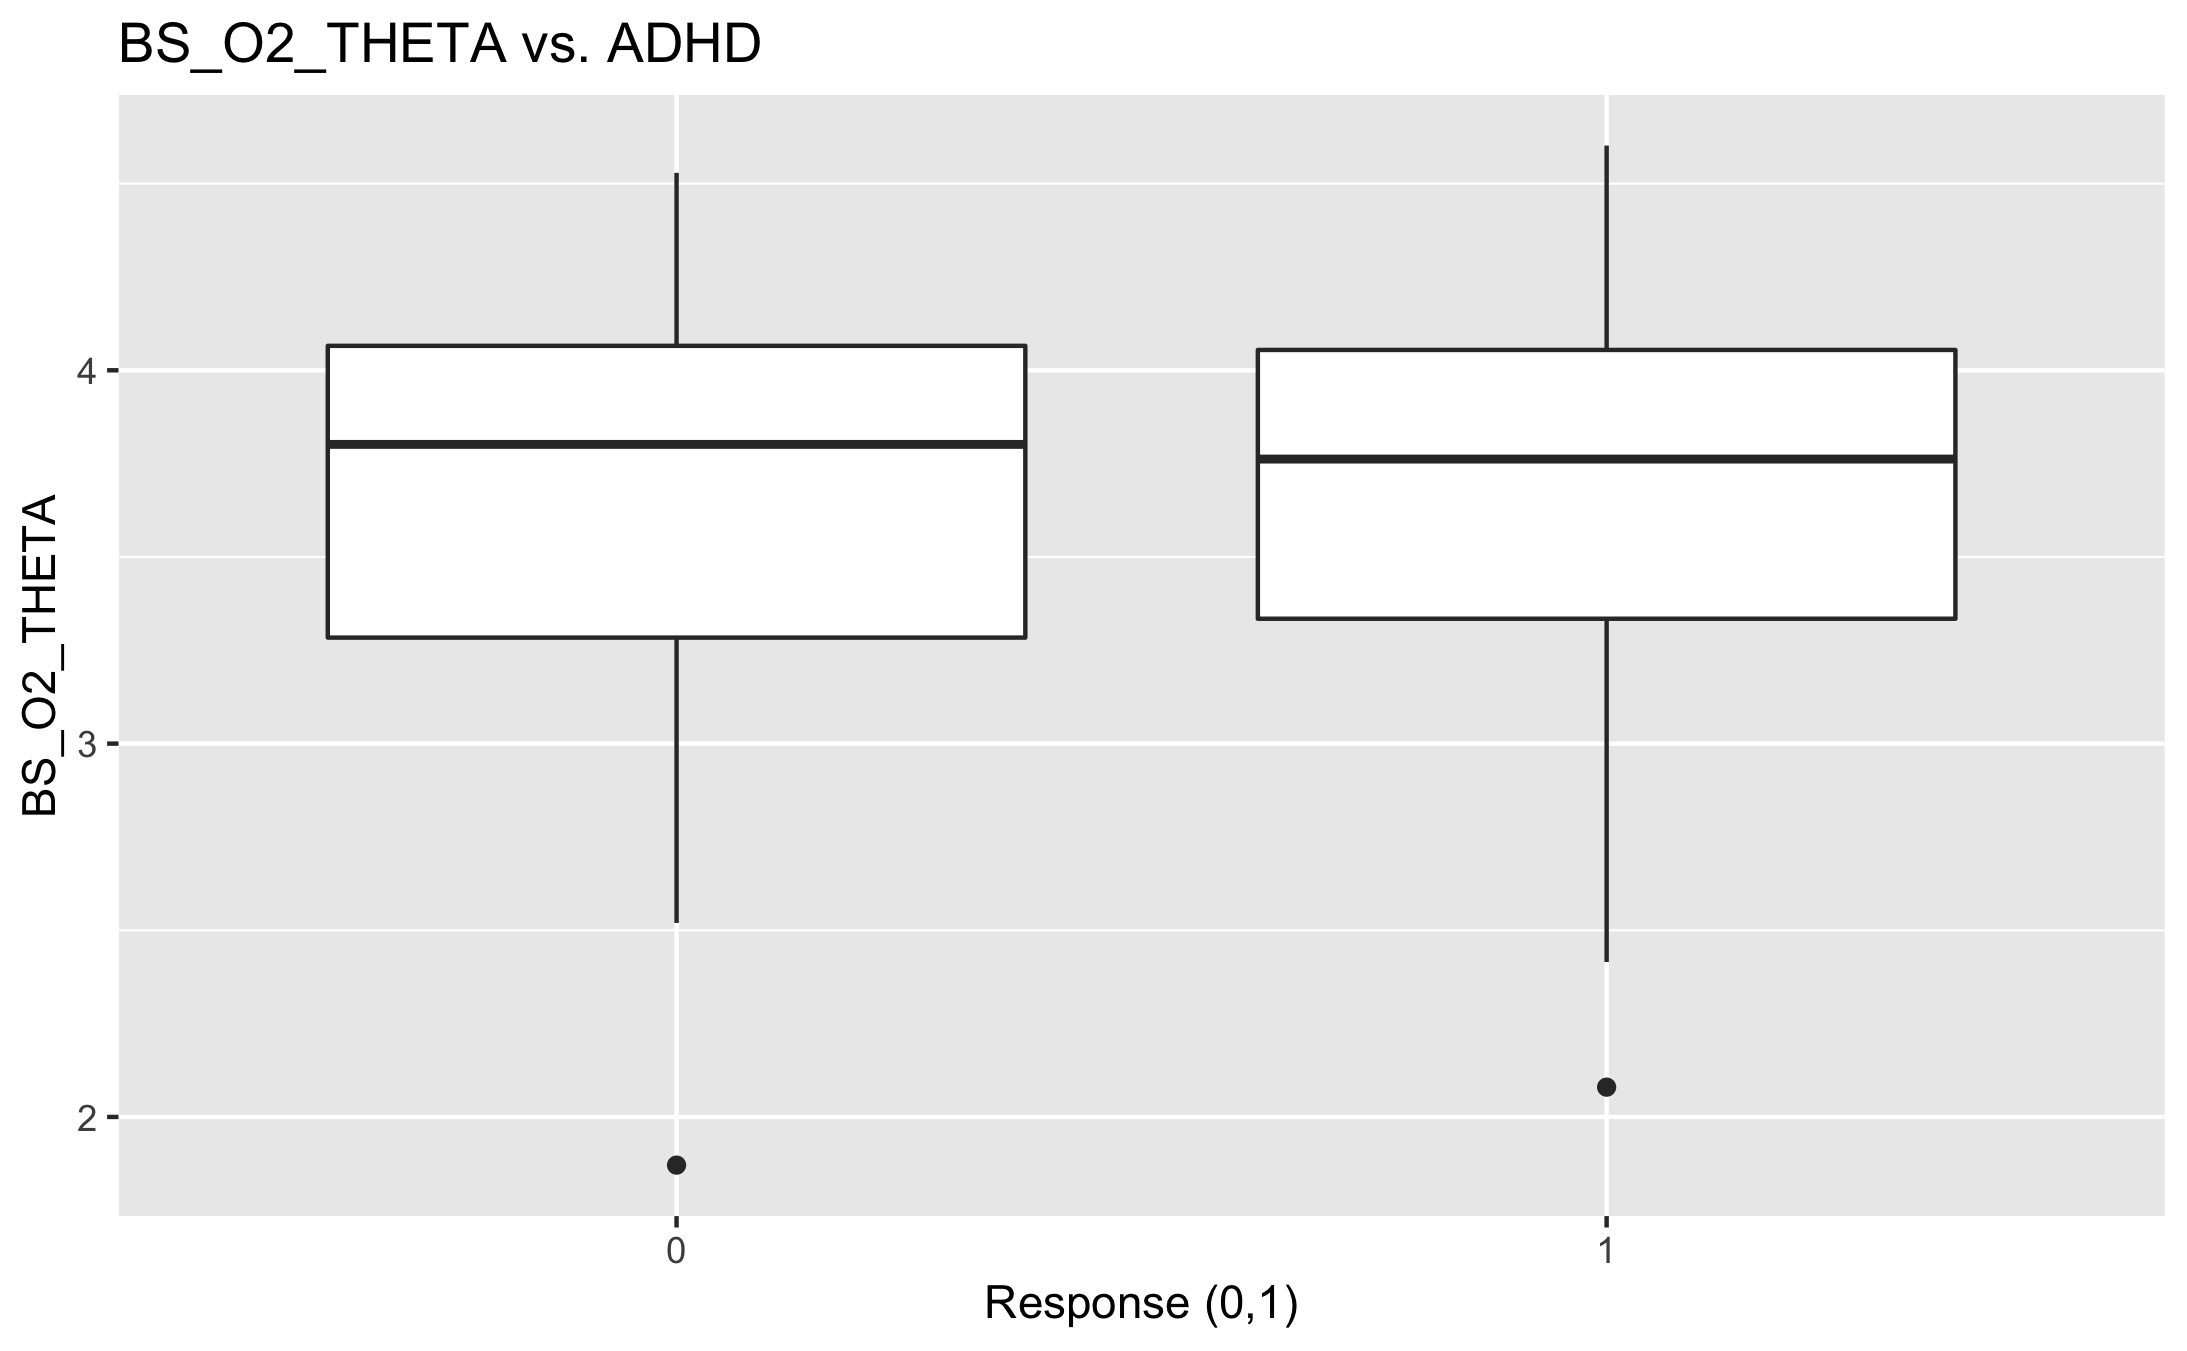 BS_O2_THETA vs. ADHD
BS_O2_THETA
4
3
2
0
1
Response (0,1)